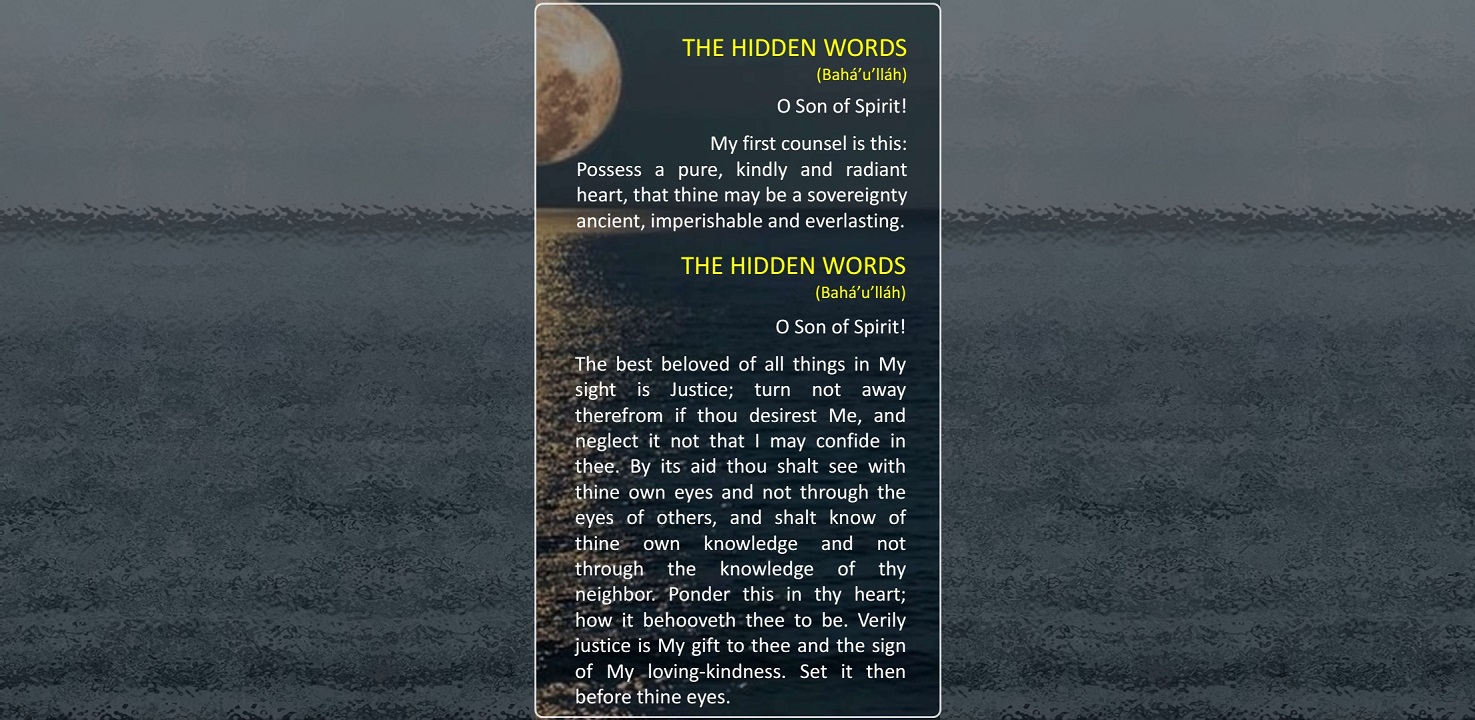 THE HIDDEN WORDS
(Bahá’u’lláh)
O Son of Spirit!
My first counsel is this:
Possess a pure, kindly and radiant
heart, that thine may be a sovereignty
ancient, imperishable and everlasting.
THE HIDDEN WORDS
(Bahá’u’lláh)
O Son of Spirit!
The best beloved of all things in My
sight is Justice; turn not away
therefrom if thou desirest Me, and
neglect it not that I may confide in
thee. By its aid thou shalt see with
thine own eyes and not through the
eyes of others, and shalt know of
thine own knowledge and not
through the knowledge of thy
neighbor. Ponder this in thy heart;
how it behooveth thee to be. Verily
justice is My gift to thee and the sign
of My loving-kindness. Set it then
before thine eyes.